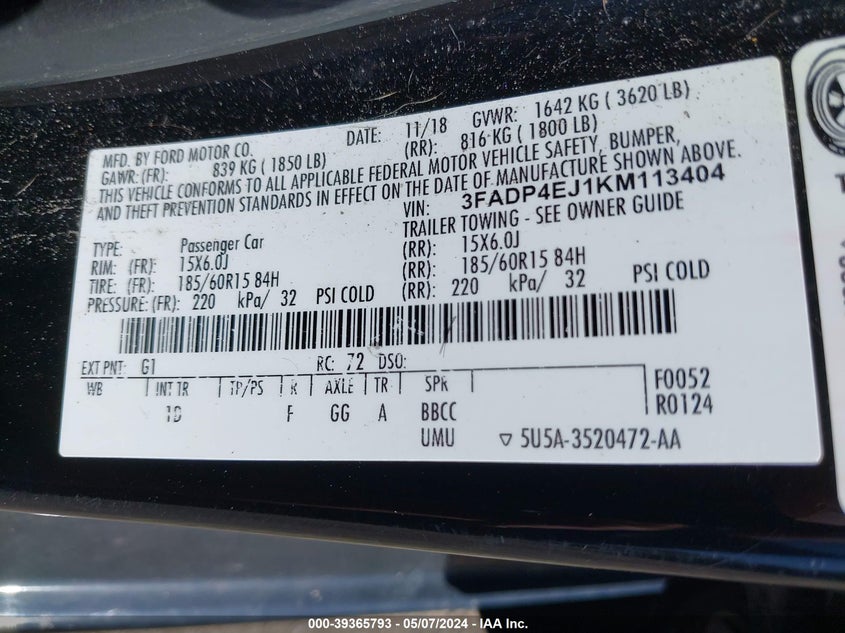 MFD. BY FORD MOTOR CO. DATE: 11/18 GVWR: 1642 KG ( 3620 LB)
GAWR: (FR): 839 KG ( 1850 LB) (RR): 816 KG ( 1800 LB)
THIS VEHICLE CONFORMS TO ALL APPLICABLE FEDERAL MOTOR VEHICLE SAFETY, BUMPER,
AND THEFT PREVENTION STANDARDS IN EFFECT ON THE DATE OF MANUFACTURE SHOWN ABOVE.
VIN: 3FADP4EJ1KM113404
TYPE: Passenger Car TRAILER TOWING - SEE OWNER GUIDE
RIM: (FR): 15X6.0J (RR): 15X6.0J
TIRE: (FR): 185/60R15 84H (RR): 185/60R15 84H
PRESSURE: (FR): 220 kPa/ 32 PSI COLD (RR): 220 kPa/ 32 PSI COLD
EXT PNT: G1 RC: 72 DSO:
WB INT TR TP/PS R AXLE TR SPR F0052
F GG A BBCC R0124
UMU 5U5A-3520472-AA
000-39365793 - 05/07/2024 - IAA Inc.